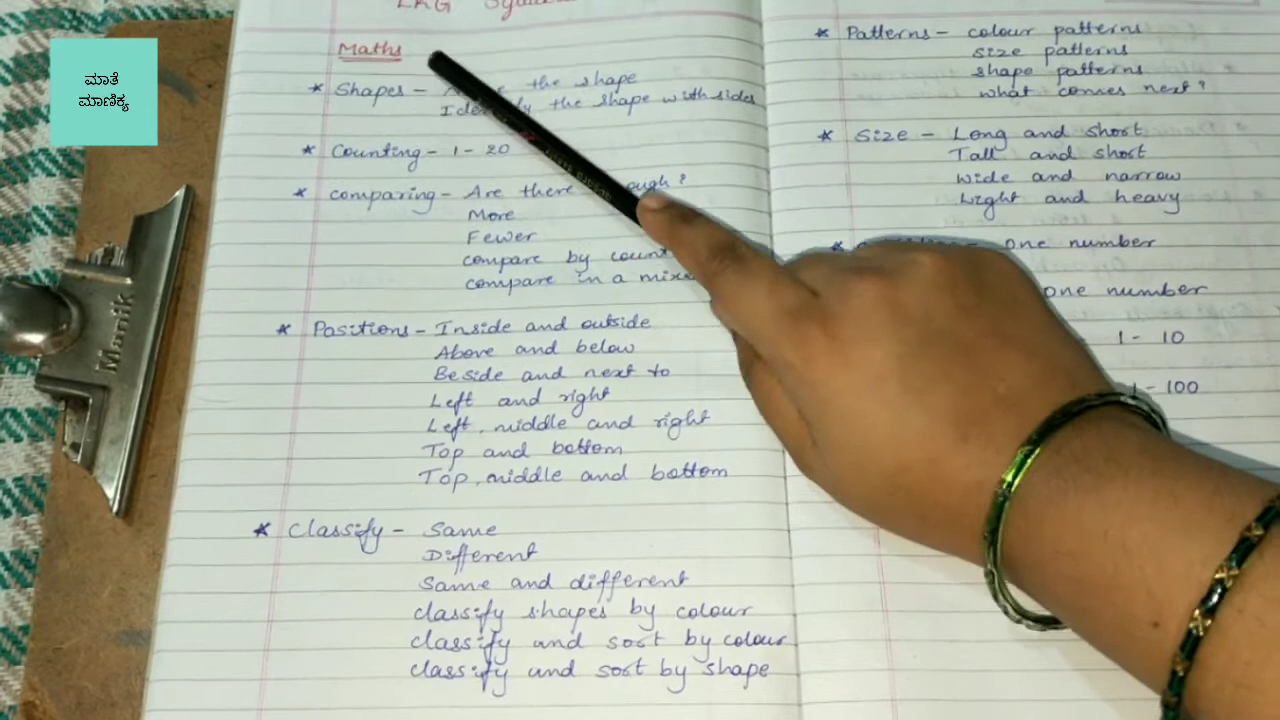 LKG
ಮಾತೆ
ಮಾಣಿಕ್ಯ
Manik
Maths
* Shapes - the shape
Identify the shape with sides
* Counting - 1 - 20
* comparing - Are there
More
Fewer
compare by
compare in a
* Positions - Inside and outside
Above and below
Beside and next to
Left and right
Left, middle and right
Top and bottom
Top, middle and bottom
* Classify - Same
Different
Same and different
classify shapes by colour
classify and sort by colour
classify and sort by shape
* Patterns - colour patterns
size patterns
shape patterns
what comes next?
* Size - Long and short
Tall and short
Wide and narrow
Light and heavy
* one number
one number
1 - 10
1 - 100